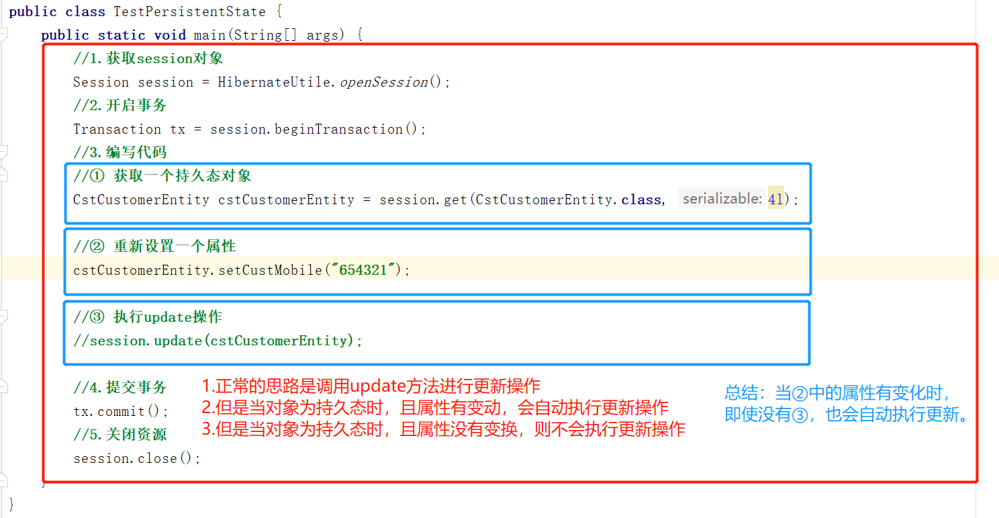 public class TestPersistentState {
public static void main(String[] args) {
//1.获取session对象
Session session = HibernateUtile.openSession();
//2.开启事务
Transaction tx = session.beginTransaction();
//3.编写代码
//① 获取一个持久态对象
CstCustomerEntity cstCustomerEntity = session.get(CstCustomerEntity.class, serializable: 4l);
//② 重新设置一个属性
cstCustomerEntity.setCustMobile("654321");
//③ 执行update操作
//session.update(cstCustomerEntity);
//4.提交事务
tx.commit();
//5.关闭资源
session.close();
1.正常的思路是调用update方法进行更新操作
2.但是当对象为持久态时，且属性有变动，会自动执行更新操作
3.但是当对象为持久态时，且属性没有变换，则不会执行更新操作
总结：当②中的属性有变化时，
即使没有③，也会自动执行更新。
}
}